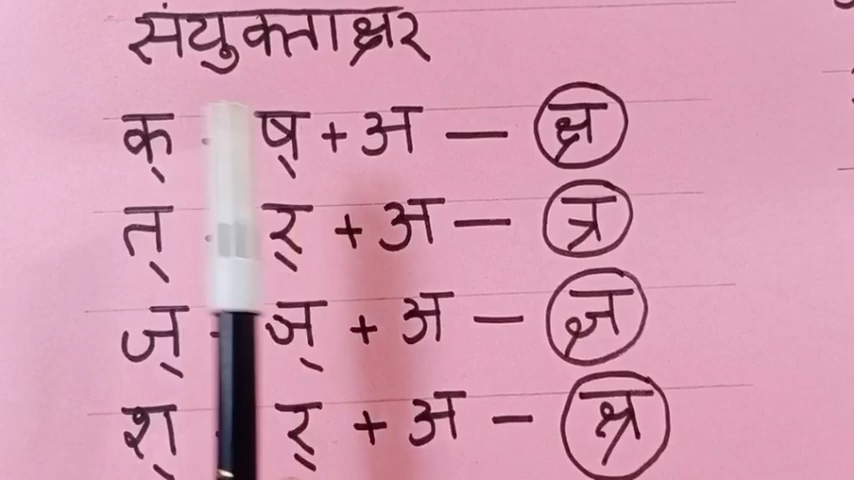 संयुक्ताक्षर
क् ष् + अ — क्ष
त् र् + अ — त्र
ज् ज् + अ — ज्ञ
श् र् + अ — श्र